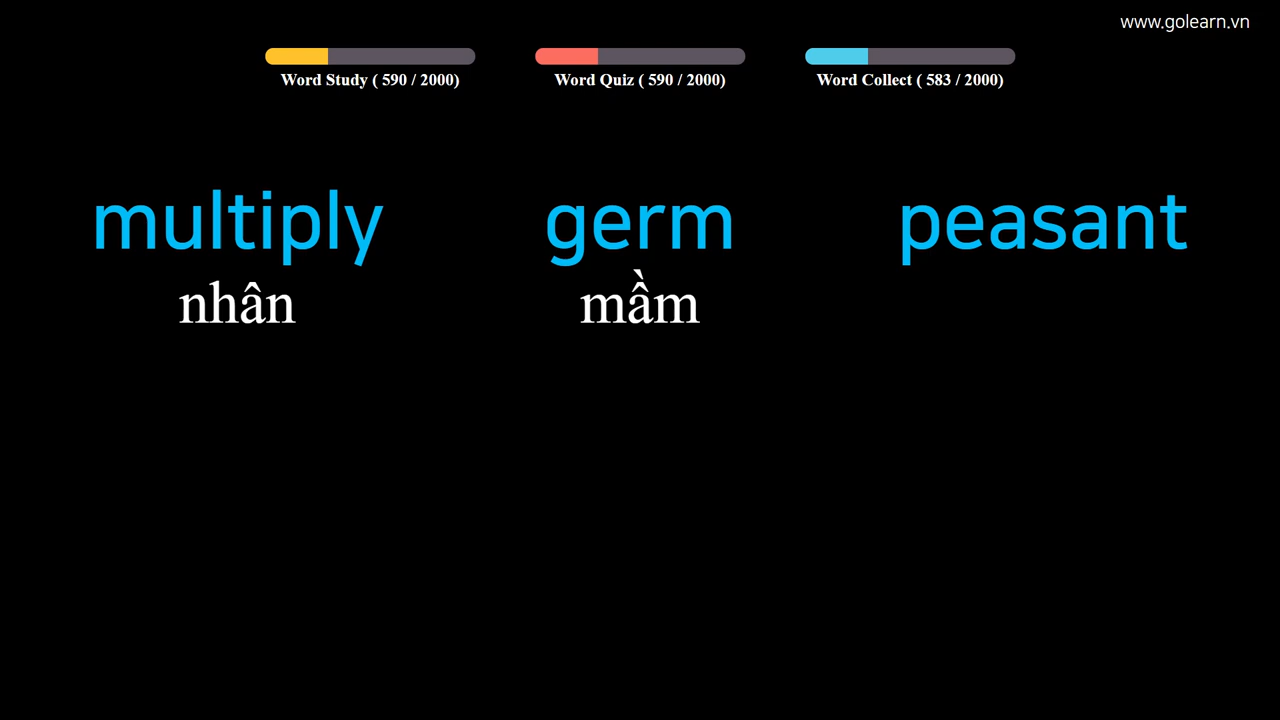 www.golearn.vn
Word Study ( 590 / 2000)
Word Quiz ( 590 / 2000)
Word Collect ( 583 / 2000)
multiply
germ
peasant
nhân
mầm